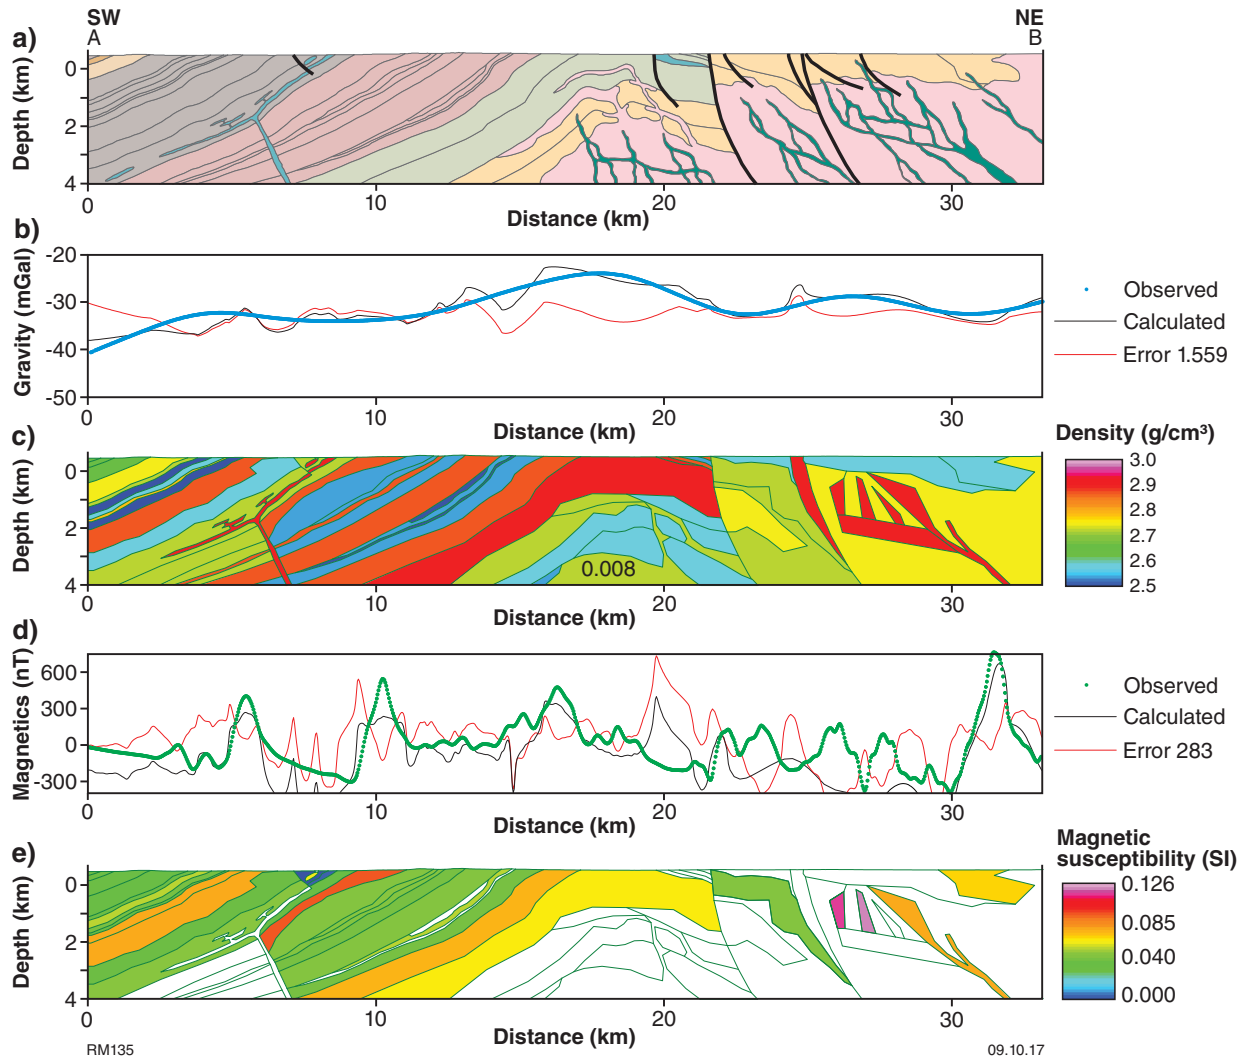 SW
NE
A
B
a)
Depth (km)
0
2
4
0
10
20
30
Distance (km)
b)
Gravity (mGal)
-20
-30
-40
-50
0
10
20
30
Distance (km)
Observed
Calculated
Error 1.559
c)
Depth (km)
0
2
4
0.008
0
10
20
30
Distance (km)
Density (g/cm³)
3.0
2.9
2.8
2.7
2.6
2.5
d)
Magnetics (nT)
600
300
0
-300
0
10
20
30
Distance (km)
Observed
Calculated
Error 283
e)
Depth (km)
0
2
4
0
10
20
30
Distance (km)
Magnetic
susceptibility (SI)
0.126
0.085
0.040
0.000
RM135
09.10.17